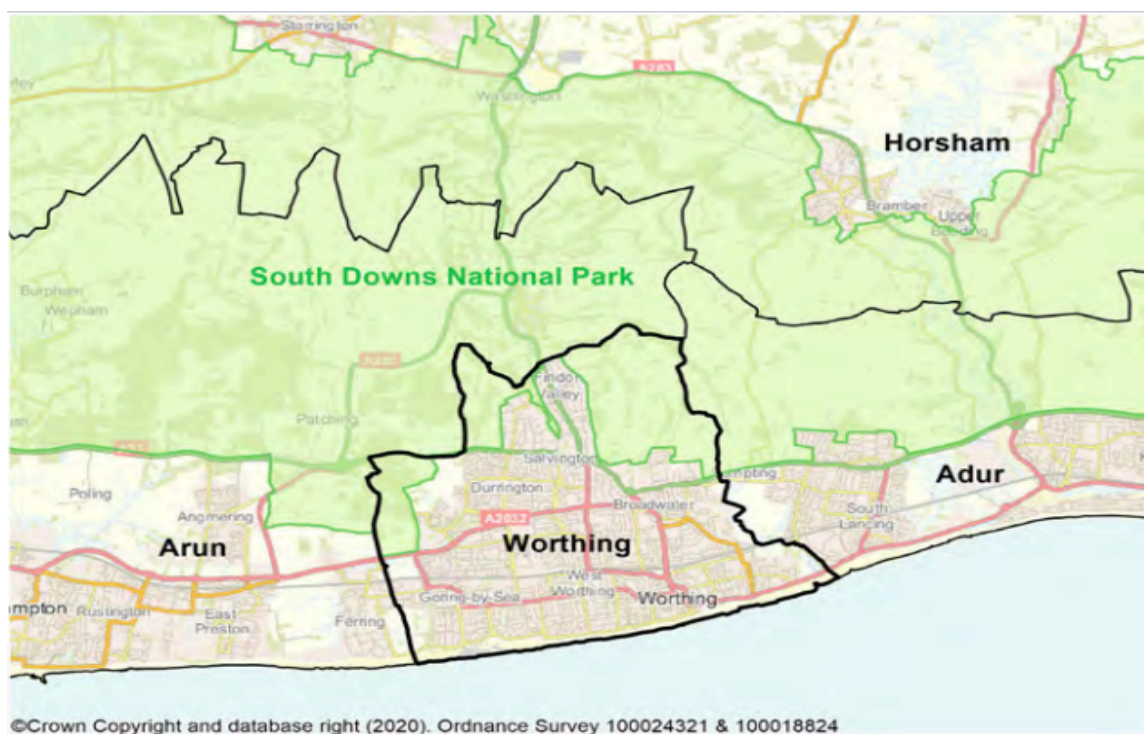 Storrington
A283
Washington
Horsham
Bramber
Upper
Beeding
South Downs National Park
Burpham
Wepham
A280
Findon
Valley
Patching
Salvington
Poling
Durrington
Broadwater
Adur
Angmering
A2032
South
Lancing
Arun
Worthing
West
Worthing
Goring-by-Sea
Worthing
mpton
Rustington
East
Preston
Ferring
©Crown Copyright and database right (2020). Ordnance Survey 100024321 & 100018824